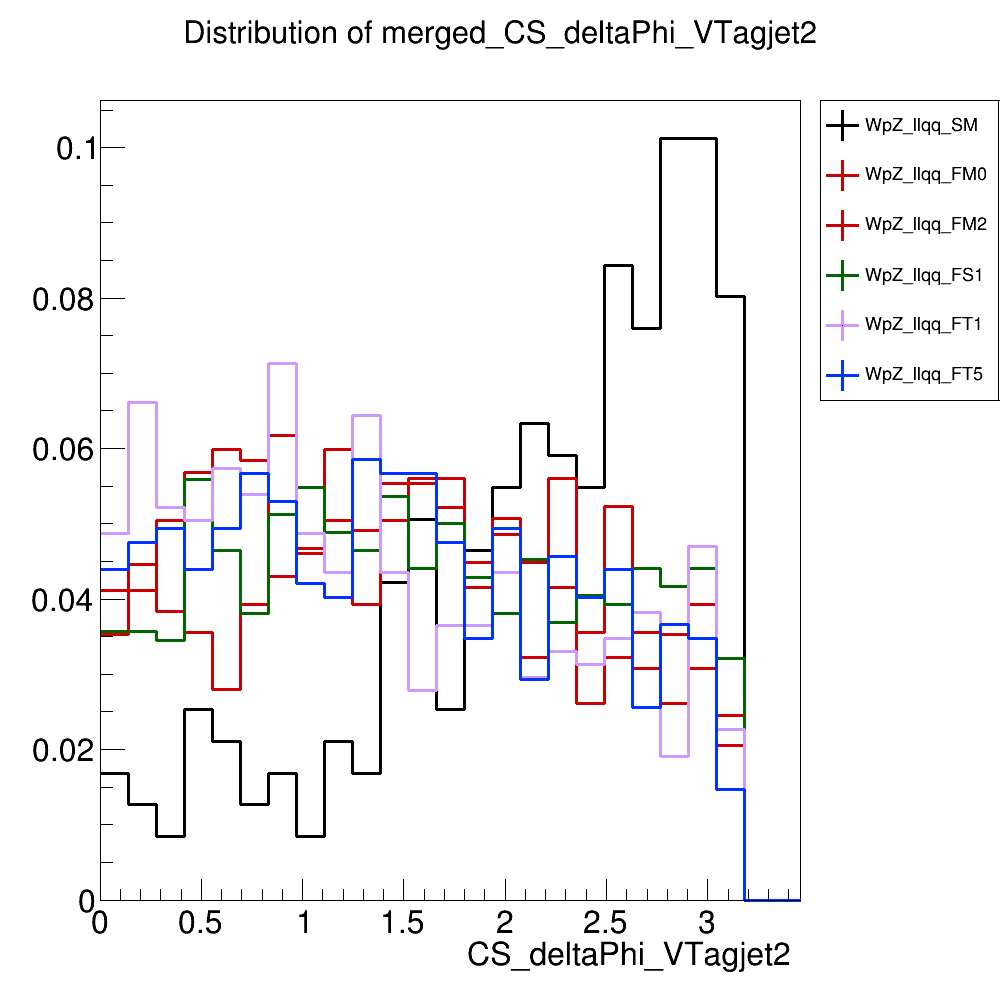 Distribution of merged_CS_deltaPhi_VTagjet2
0.1
0.08
0.06
0.04
0.02
0
0 0.5 1 1.5 2 2.5 3
CS_deltaPhi_VTagjet2
WpZ_llqq_SM
WpZ_llqq_FM0
WpZ_llqq_FM2
WpZ_llqq_FS1
WpZ_llqq_FT1
WpZ_llqq_FT5